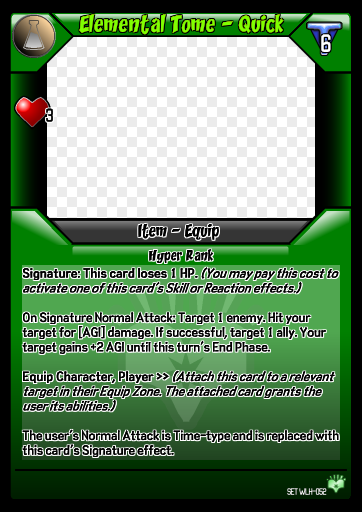 Elemental Tome - Quick
6
3
Item - Equip
Hyper Rank
Signature: This card loses 1 HP. (You may pay this cost to
activate one of this card's Skill or Reaction effects.)
On Signature Normal Attack: Target 1 enemy. Hit your
target for [AGI] damage. If successful, target 1 ally. Your
target gains +2 AGI until this turn's End Phase.
Equip Character, Player >> (Attach this card to a relevant
target in their Equip Zone. The attached card grants the
user its abilities.)
The user's Normal Attack is Time-type and is replaced with
this card's Signature effect.
SET WLH-052